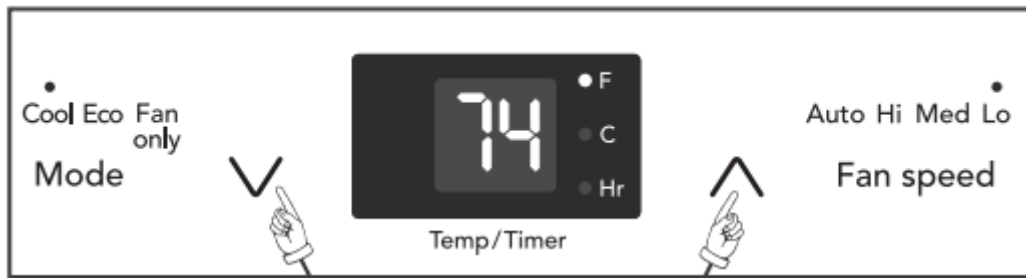 Cool Eco Fan only
Mode
74
F
C
Hr
Temp/Timer
Auto Hi Med Lo
Fan speed